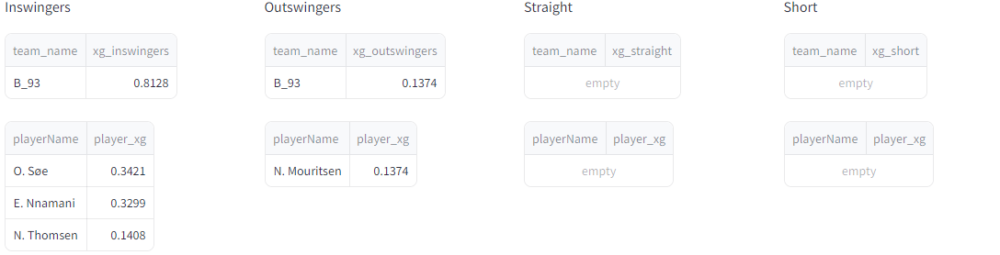 Inswingers
team_name xg_inswingers
B_93 0.8128
playerName player_xg
O. Søe 0.3421
E. Nnamani 0.3299
N. Thomsen 0.1408
Outswingers
team_name xg_outswingers
B_93 0.1374
playerName player_xg
N. Mouritsen 0.1374
Straight
team_name xg_straight
empty
playerName player_xg
empty
Short
team_name xg_short
empty
playerName player_xg
empty